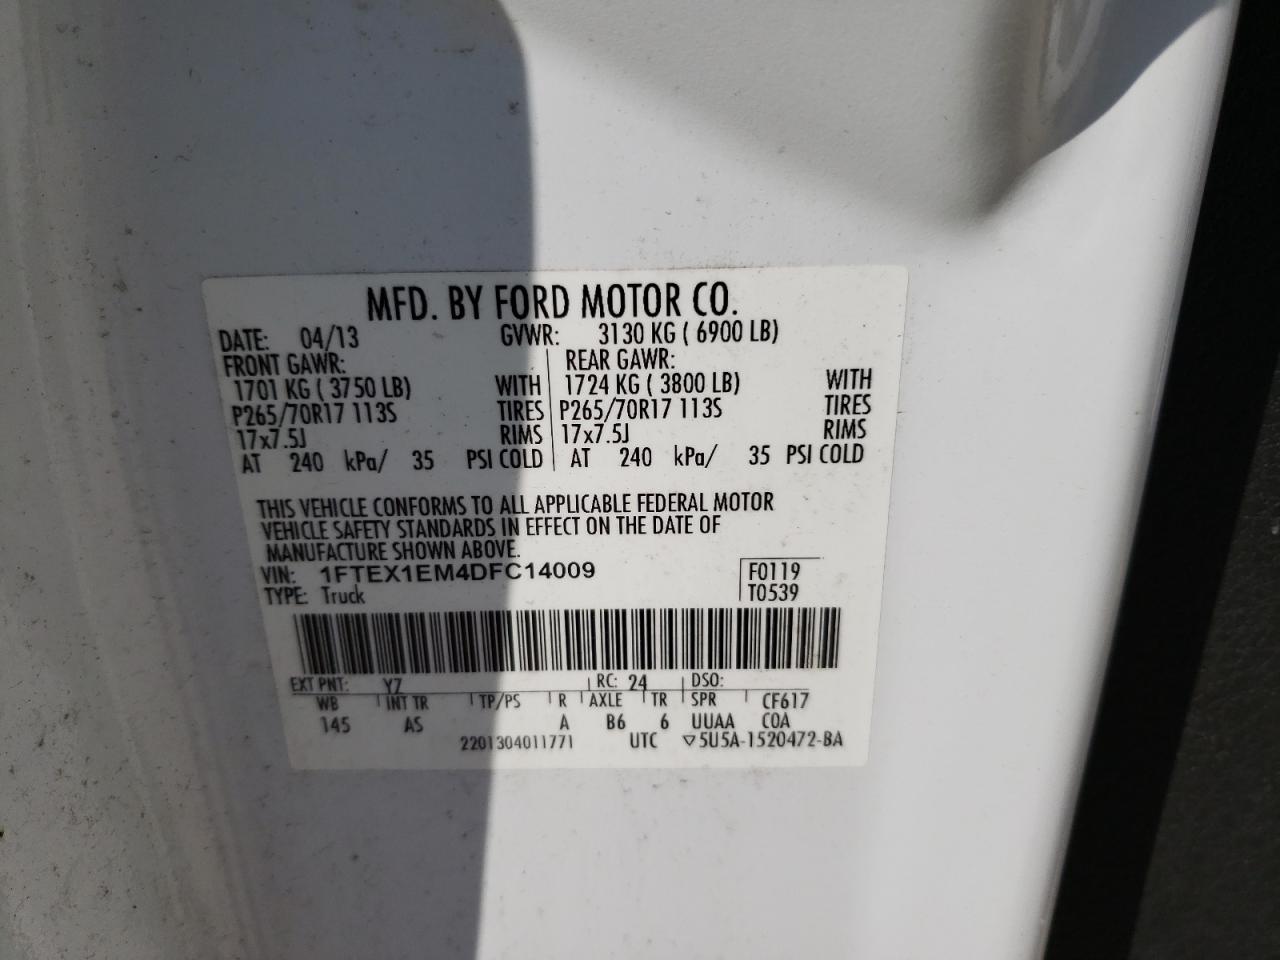 MFD. BY FORD MOTOR CO.
DATE: 04/13 GVWR: 3130 KG ( 6900 LB)
FRONT GAWR: REAR GAWR:
1701 KG ( 3750 LB) WITH 1724 KG ( 3800 LB) WITH
P265/70R17 113S TIRES P265/70R17 113S TIRES
17x7.5J RIMS 17x7.5J RIMS
AT 240 kPa/ 35 PSI COLD AT 240 kPa/ 35 PSI COLD
THIS VEHICLE CONFORMS TO ALL APPLICABLE FEDERAL MOTOR
VEHICLE SAFETY STANDARDS IN EFFECT ON THE DATE OF
MANUFACTURE SHOWN ABOVE.
VIN: 1FTEX1EM4DFC14009 F0119
TYPE: Truck T0539
EXT PNT: YZ RC: 24 DSO:
WB INT TR TP/PS R AXLE TR SPR CF617
145 AS A B6 6 UUAA COA
2201304011771 UTC ▽5U5A-1520472-BA